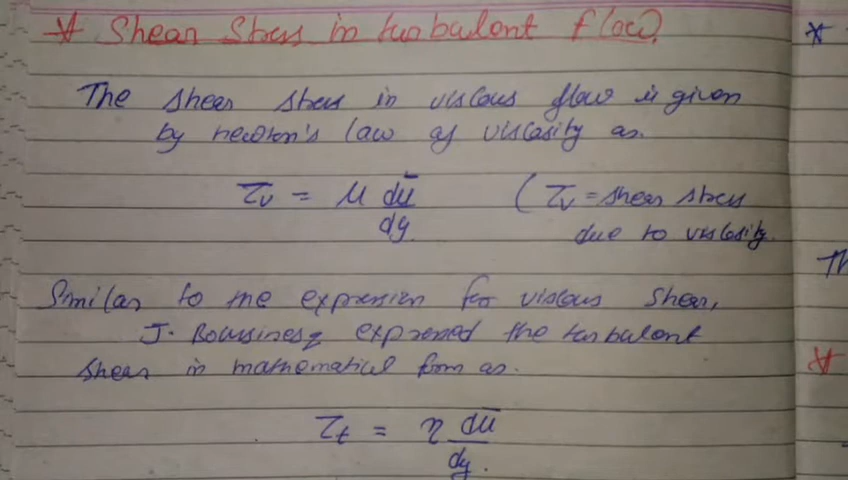 * Shear Stress in turbulent flow.
The shear stress in viscous flow is given
by newton's law of viscosity as.
τv = μ dū/dy (τv = shear stress
due to viscosity
Similar to the expression for viscous shear,
J. Boussinesq expressed the turbulent
shear in mathematical form as.
τt = η dū/dy.
*
Th
*